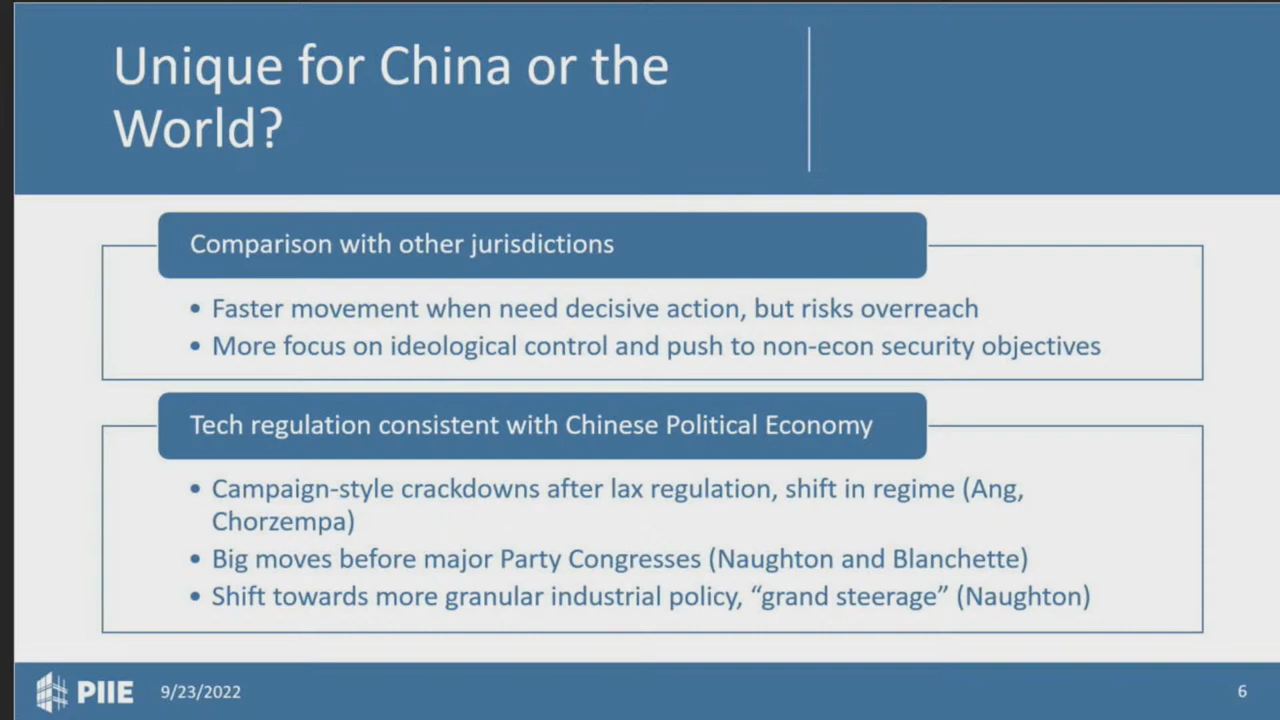 Unique for China or the
World?
Comparison with other jurisdictions
• Faster movement when need decisive action, but risks overreach
• More focus on ideological control and push to non-econ security objectives
Tech regulation consistent with Chinese Political Economy
• Campaign-style crackdowns after lax regulation, shift in regime (Ang,
Chorzempa)
• Big moves before major Party Congresses (Naughton and Blanchette)
• Shift towards more granular industrial policy, “grand steerage” (Naughton)
PIIE 9/23/2022 6